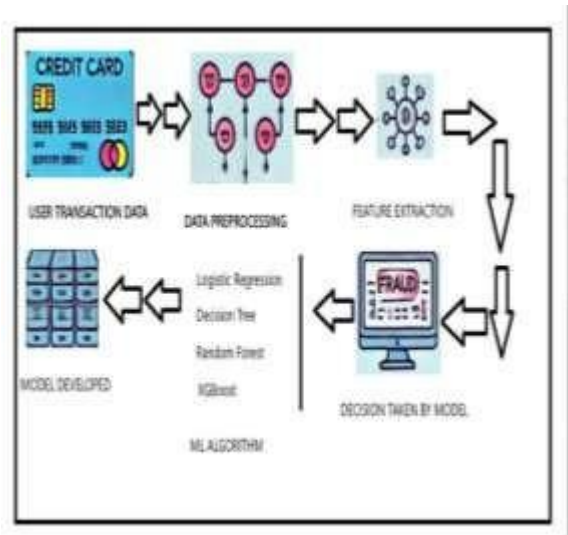 CREDIT CARD
USER TRANSACTION DATA
DATA PREPROCESSING
FEATURE EXTRACTION
FRAUD
DECISION TAKEN BY MODEL
Logistic Regression
Decision Tree
Random Forest
XGBoost
ML ALGORITHM
MODEL DEVELOPED